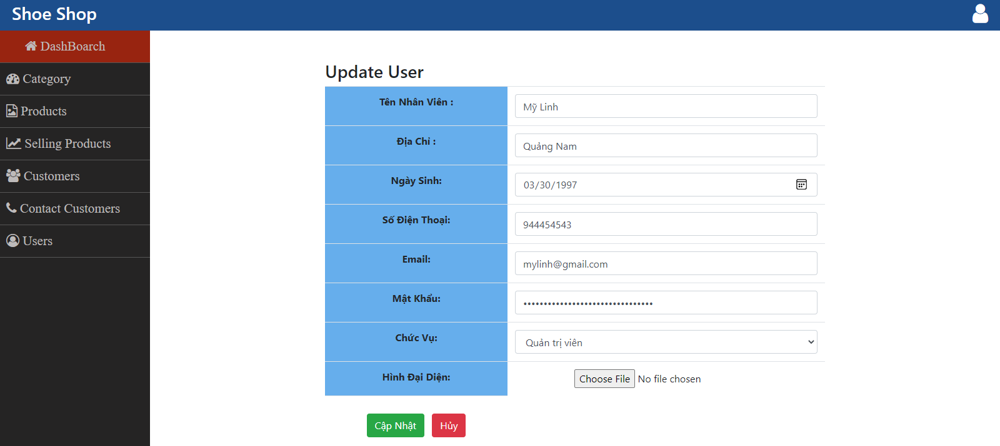 Shoe Shop
DashBoarch
Category
Products
Selling Products
Customers
Contact Customers
Users
Update User
Tên Nhân Viên : Mỹ Linh
Địa Chỉ : Quảng Nam
Ngày Sinh: 03/30/1997
Số Điện Thoại: 944454543
Email: mylinh@gmail.com
Mật Khẩu: ••••••••••••••••••••••••••••••••
Chức Vụ: Quản trị viên
Hình Đại Diện: Choose File No file chosen
Cập Nhật Hủy